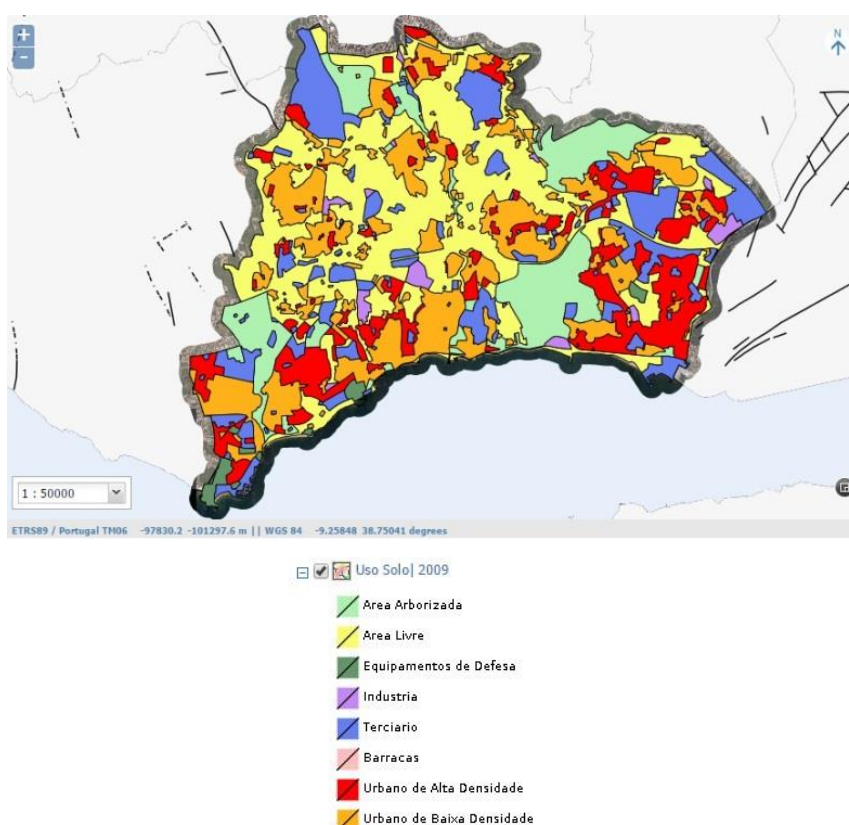 +
N
-
1 : 50000
ETRS89 / Portugal TM06 -97830.2 -101297.6 m || WGS 84 -9.25848 38.75041 degrees
Uso Solo| 2009
Area Arborizada
Area Livre
Equipamentos de Defesa
Industria
Terciario
Barracas
Urbano de Alta Densidade
Urbano de Baixa Densidade